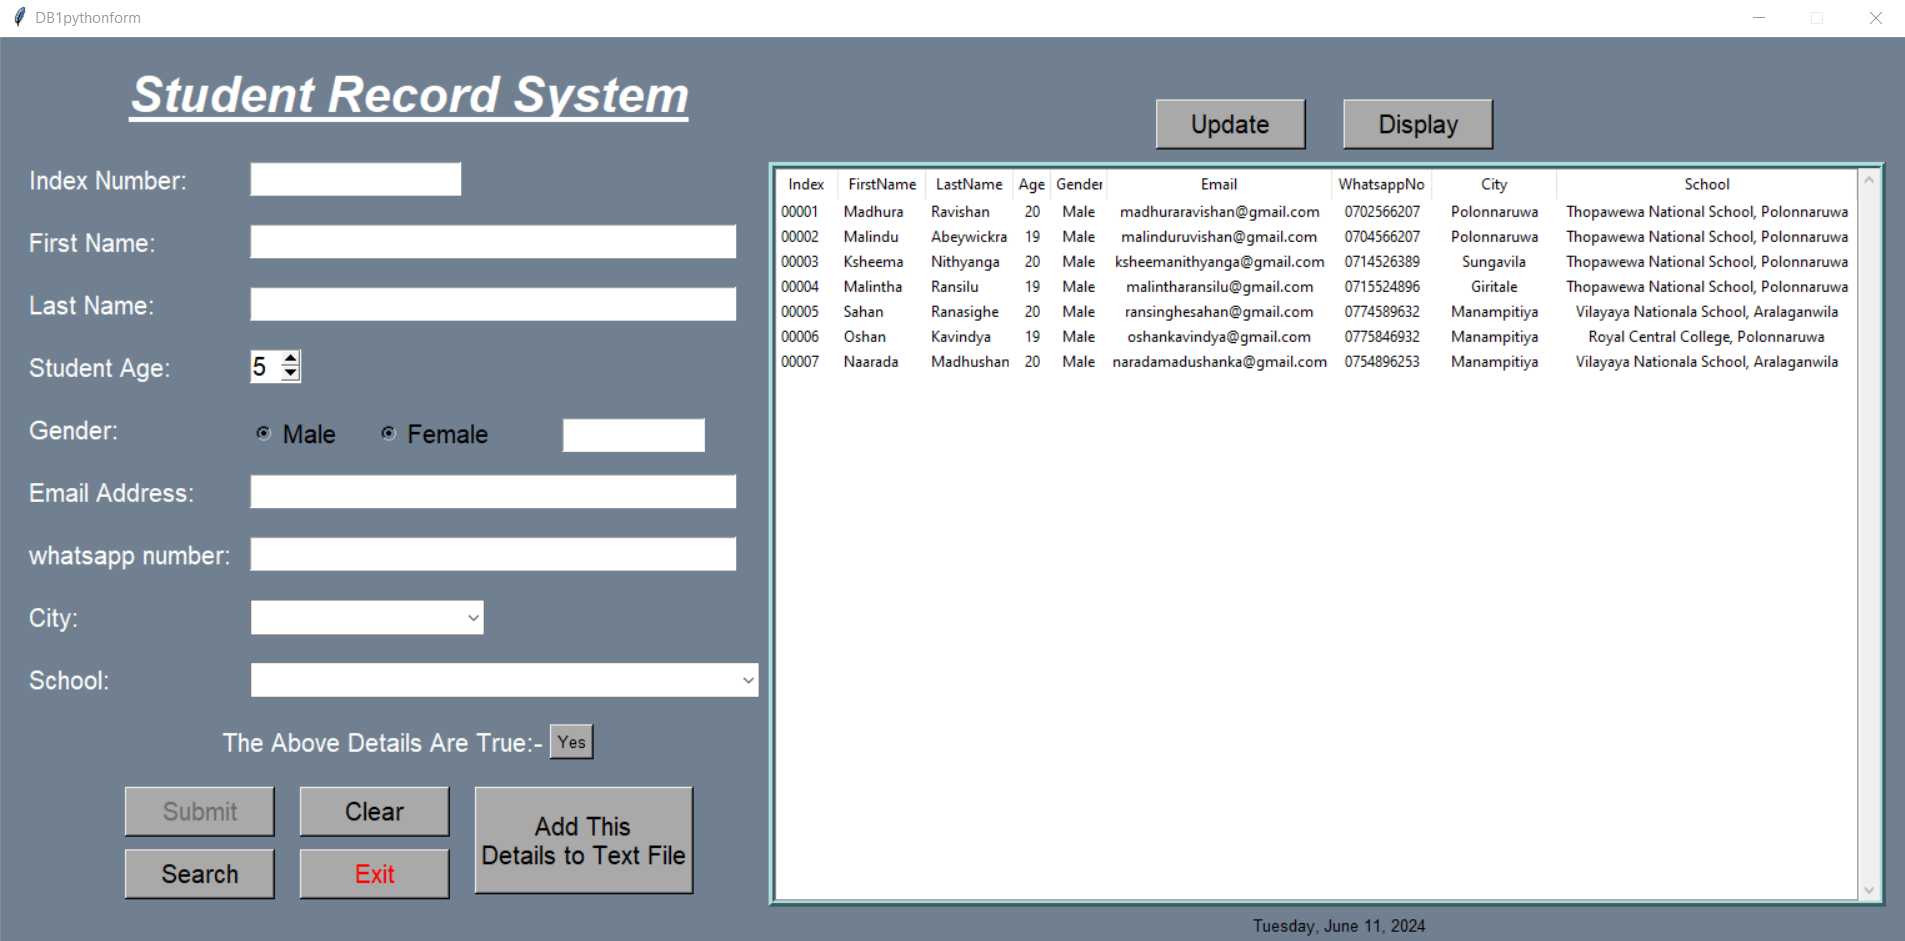 DB1pythonform
Student Record System
Update Display
Index Number:
First Name:
Last Name:
Student Age: 5
Gender: Male Female
Email Address:
whatsapp number:
City:
School:
The Above Details Are True:- Yes
Submit Clear
Add This
Details to Text File
Search Exit
Index FirstName LastName Age Gender Email WhatsappNo City School
00001 Madhura Ravishan 20 Male madhuraravishan@gmail.com 0702566207 Polonnaruwa Thopawewa National School, Polonnaruwa
00002 Malindu Abeywickra 19 Male malinduruvishan@gmail.com 0704566207 Polonnaruwa Thopawewa National School, Polonnaruwa
00003 Ksheema Nithyanga 20 Male ksheemanithyanga@gmail.com 0714526389 Sungavila Thopawewa National School, Polonnaruwa
00004 Malintha Ransilu 19 Male malintharansilu@gmail.com 0715524896 Giritale Thopawewa National School, Polonnaruwa
00005 Sahan Ranasighe 20 Male ransinghesahan@gmail.com 0774589632 Manampitiya Vilayaya Nationala School, Aralaganwila
00006 Oshan Kavindya 19 Male oshankavindya@gmail.com 0775846932 Manampitiya Royal Central College, Polonnaruwa
00007 Naarada Madhushan 20 Male naradamadushanka@gmail.com 0754896253 Manampitiya Vilayaya Nationala School, Aralaganwila
Tuesday, June 11, 2024